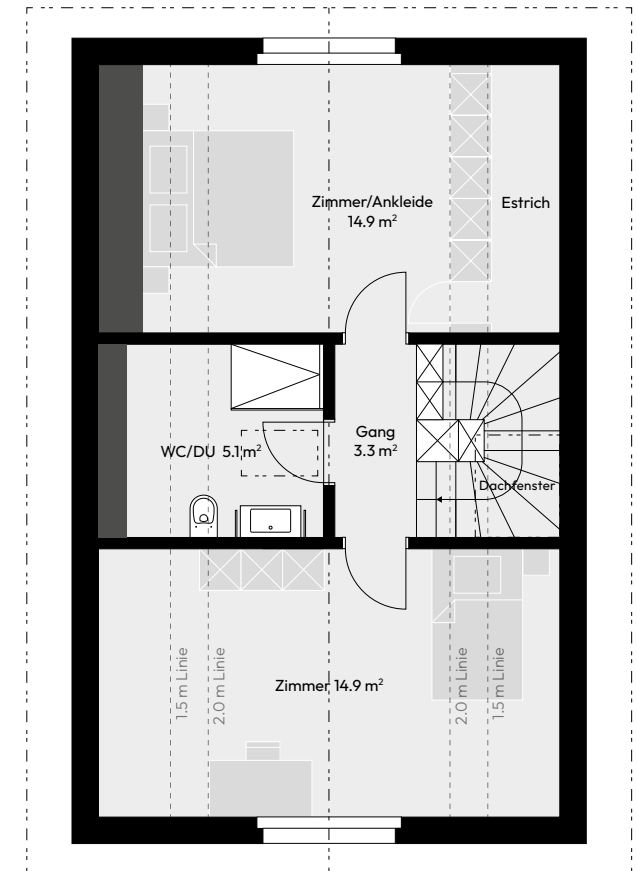 Zimmer/Ankleide
14.9 m²
Estrich
Gang
3.3 m²
WC/DU 5.1 m²
Dachfenster
1.5 m Linie
2.0 m Linie
2.0 m Linie
1.5 m Linie
Zimmer 14.9 m²